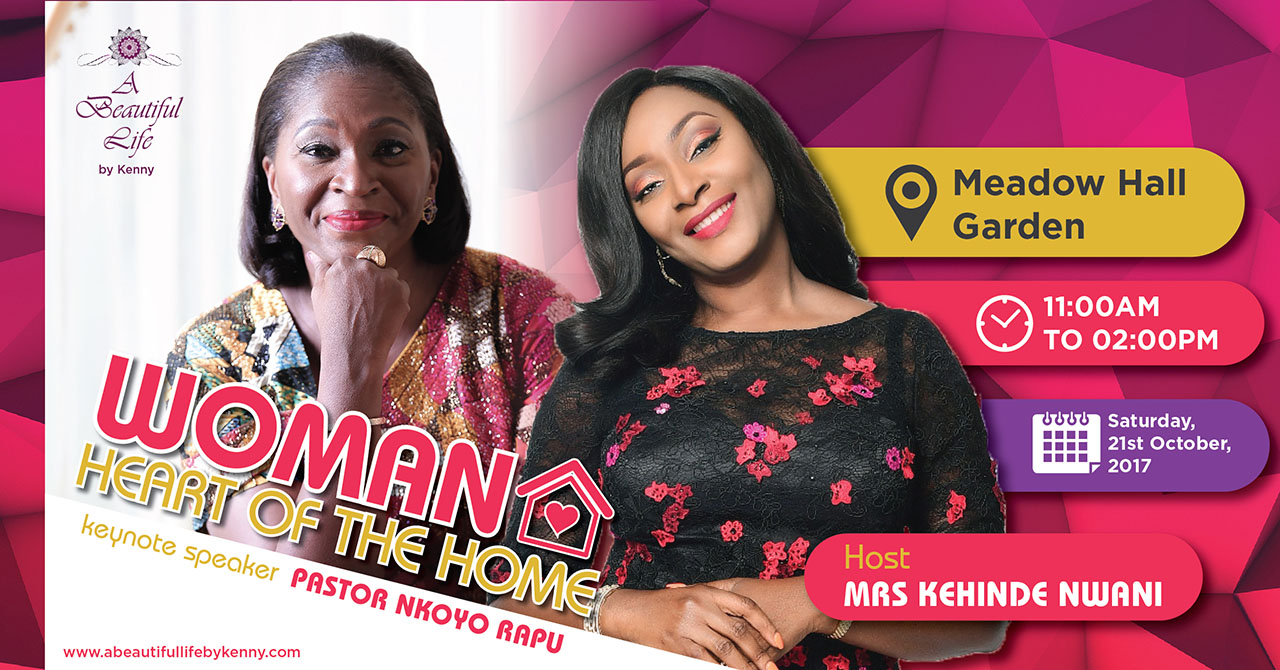 A
Beautiful
Life
by Kenny
WOMAN
HEART OF THE HOME
keynote speaker PASTOR NKOYO RAPU
www.abeautifullifebykenny.com
Meadow Hall
Garden
11:00AM
TO 02:00PM
Saturday,
21st October,
2017
Host
MRS KEHINDE NWANI